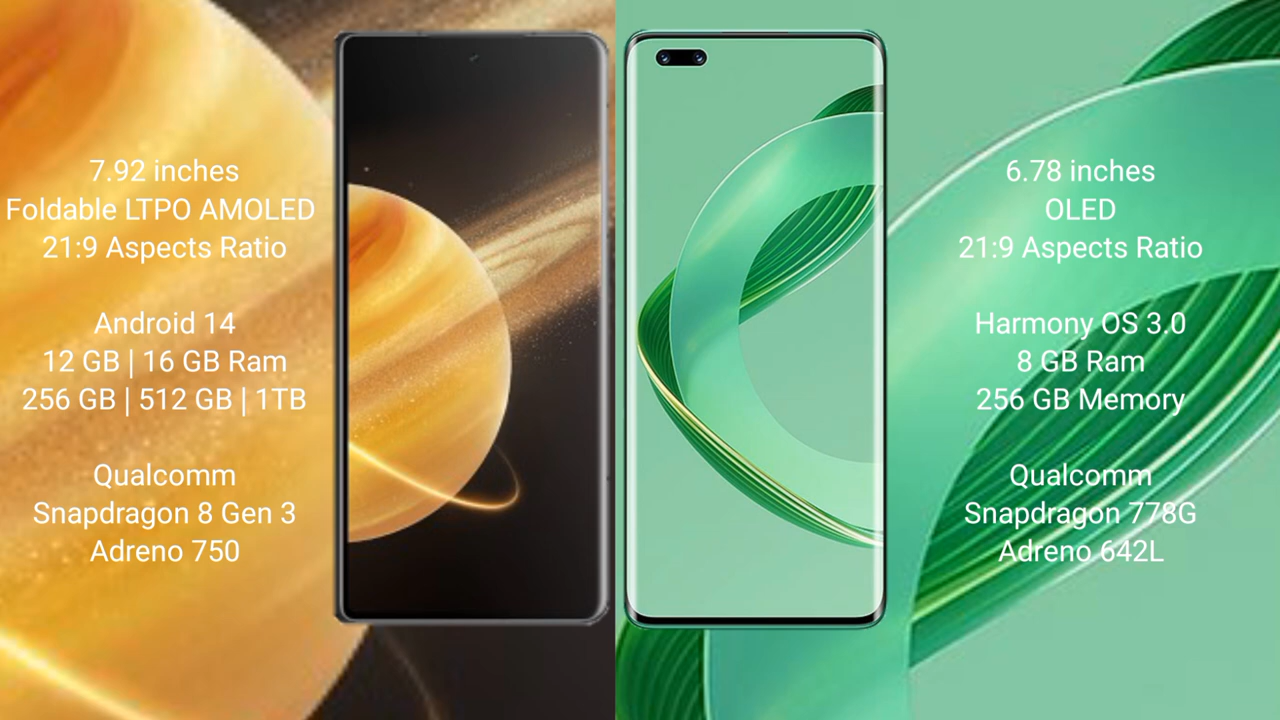 7.92 inches
Foldable LTPO AMOLED
21:9 Aspects Ratio
Android 14
12 GB | 16 GB Ram
256 GB | 512 GB | 1TB
Qualcomm
Snapdragon 8 Gen 3
Adreno 750
6.78 inches
OLED
21:9 Aspects Ratio
Harmony OS 3.0
8 GB Ram
256 GB Memory
Qualcomm
Snapdragon 778G
Adreno 642L